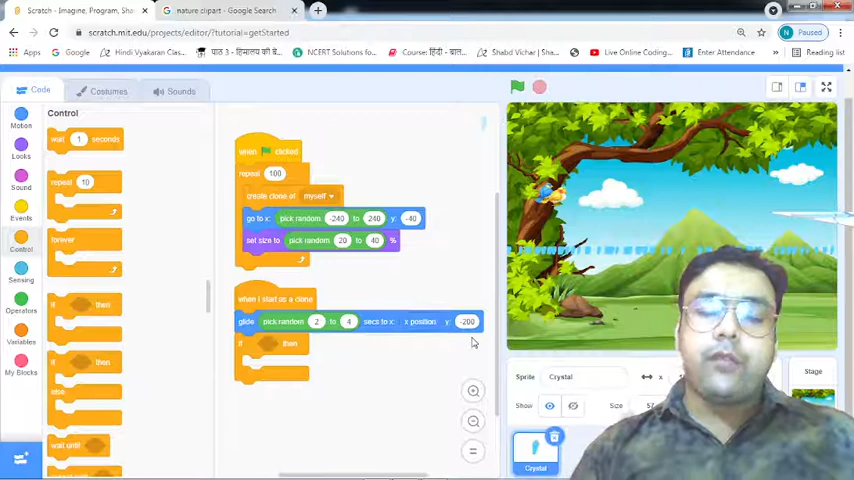 Scratch - Imagine, Program, Sha
nature clipart - Google Search
scratch.mit.edu/projects/editor/?tutorial=getStarted
N Paused
Apps
Google
Hindi Vyakaran Cla...
पाठ 3 - हिमालय की बे...
NCERT Solutions fo...
Course: हिंदी - बाल...
Shabd Vichar | Sha...
Live Online Coding...
Enter Attendance
Reading list
Code
Costumes
Sounds
Motion
Looks
Sound
Events
Control
Sensing
Operators
Variables
My Blocks
Control
wait 1 seconds
repeat 10
forever
if then
if then
else
wait until
when clicked
repeat 100
create clone of myself
go to x: pick random -240 to 240 y: -40
set size to pick random 20 to 40 %
when I start as a clone
glide pick random 2 to 4 secs to x: x position y: -200
if then
Sprite Crystal
x
Show
Size 57
Crystal
Stage